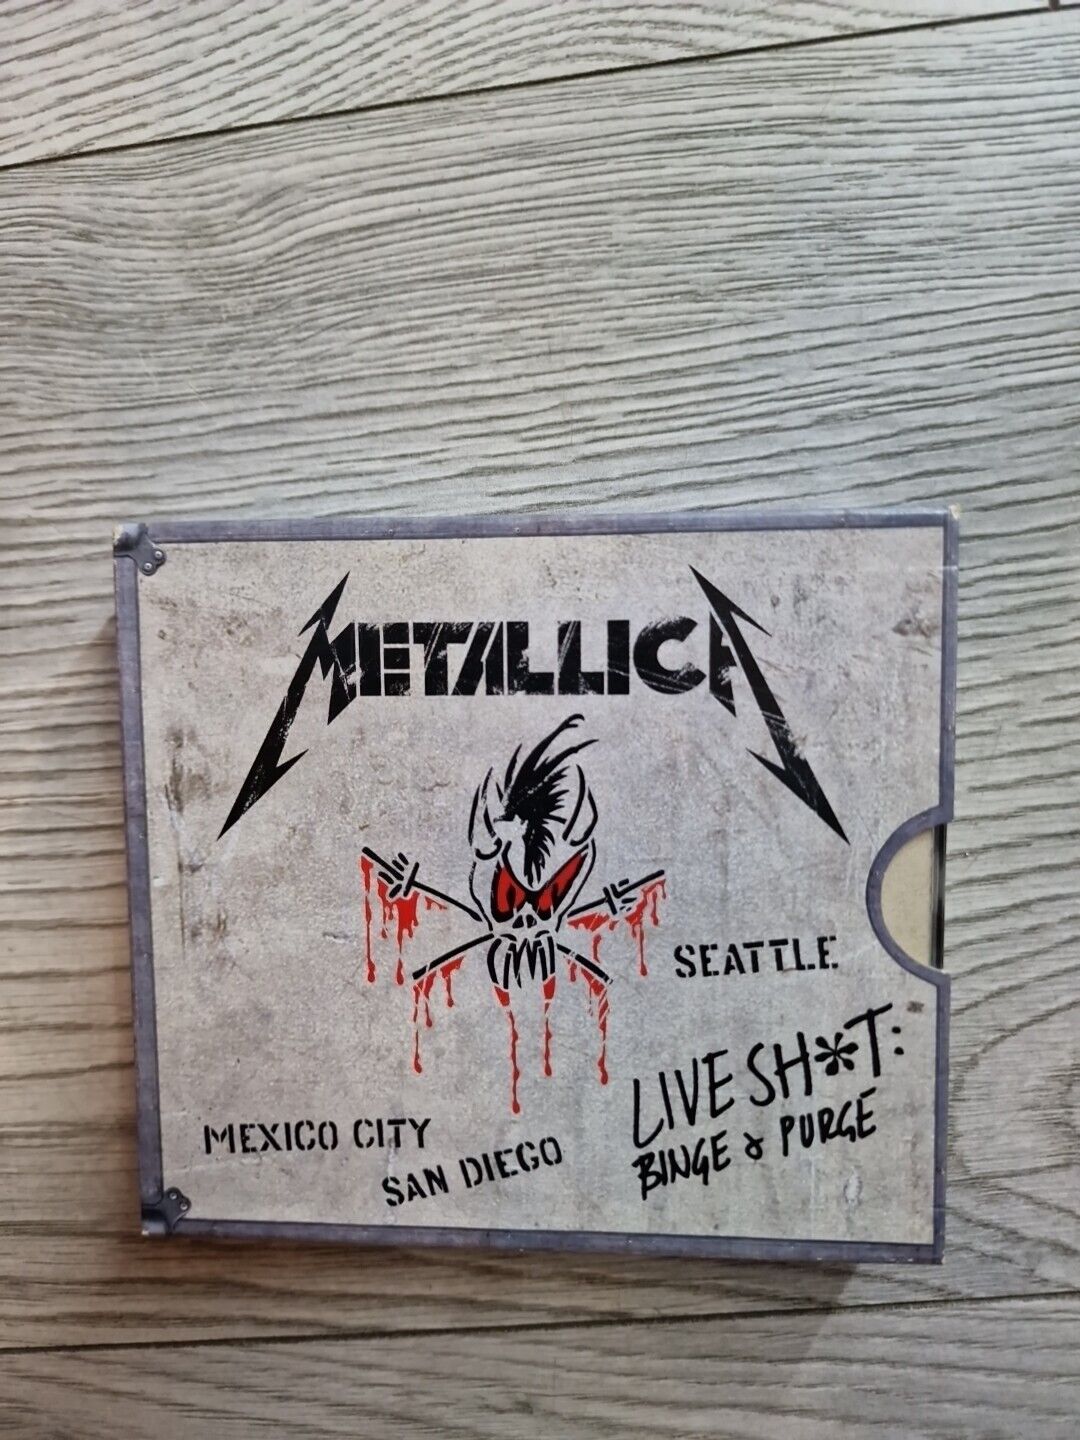 METALLICA
SEATTLE
LIVE SH*T:
BINGE & PURGE
MEXICO CITY
SAN DIEGO